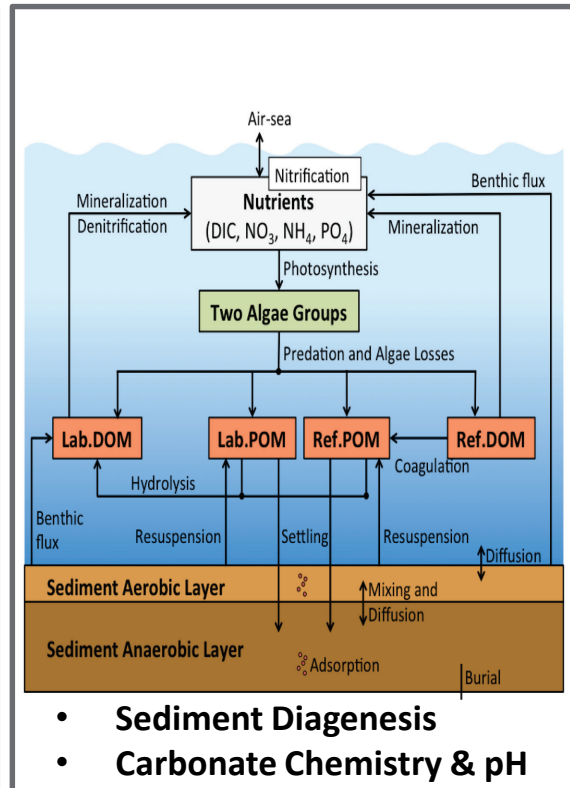 Air-sea
Nitrification
Mineralization
Denitrification
Nutrients
(DIC, NO₃, NH₄, PO₄)
Benthic flux
Mineralization
Photosynthesis
Two Algae Groups
Predation and Algae Losses
Lab.DOM
Lab.POM
Ref.POM
Ref.DOM
Coagulation
Hydrolysis
Benthic
flux
Resuspension
Settling
Resuspension
Diffusion
Sediment Aerobic Layer
Mixing and
Diffusion
Sediment Anaerobic Layer
Adsorption
Burial
• Sediment Diagenesis
• Carbonate Chemistry & pH